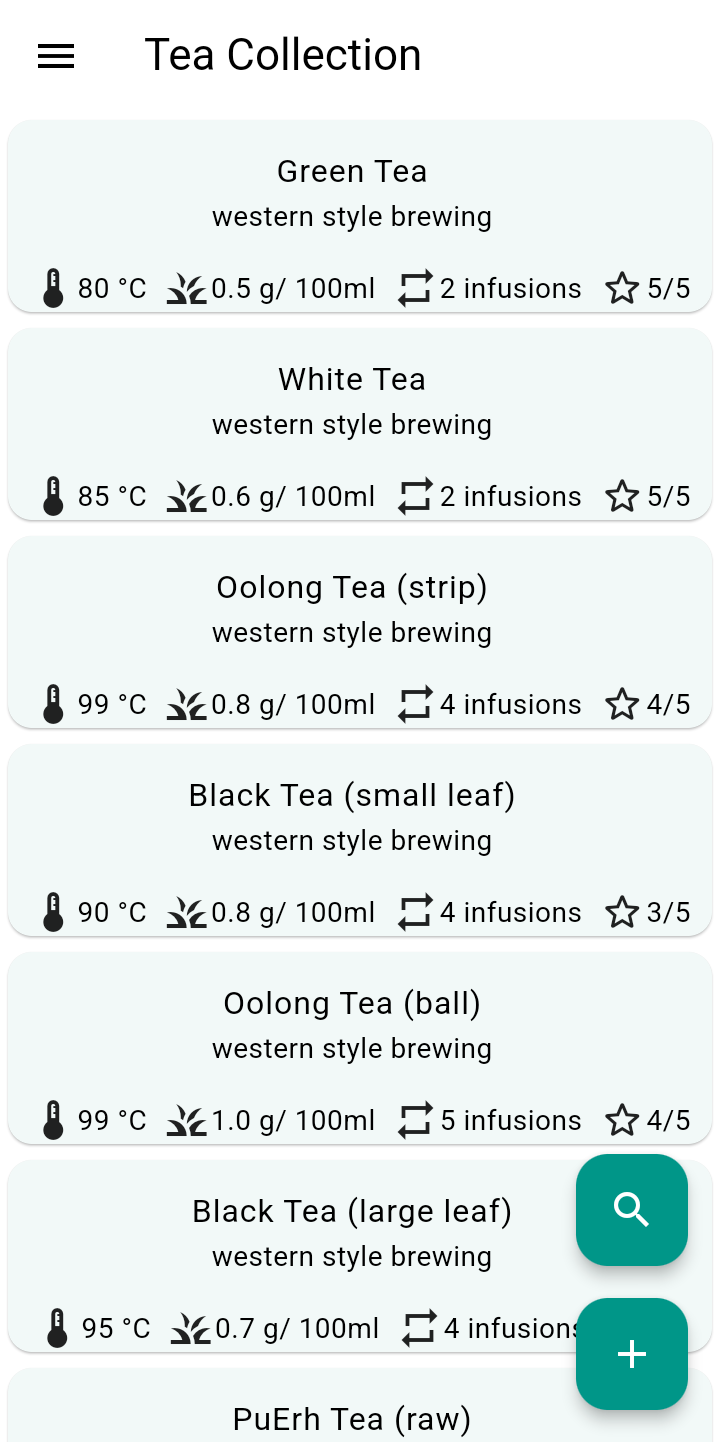 Tea Collection
Green Tea
western style brewing
80 °C 0.5 g/ 100ml 2 infusions 5/5
White Tea
western style brewing
85 °C 0.6 g/ 100ml 2 infusions 5/5
Oolong Tea (strip)
western style brewing
99 °C 0.8 g/ 100ml 4 infusions 4/5
Black Tea (small leaf)
western style brewing
90 °C 0.8 g/ 100ml 4 infusions 3/5
Oolong Tea (ball)
western style brewing
99 °C 1.0 g/ 100ml 5 infusions 4/5
Black Tea (large leaf)
western style brewing
95 °C 0.7 g/ 100ml 4 infusions
PuErh Tea (raw)